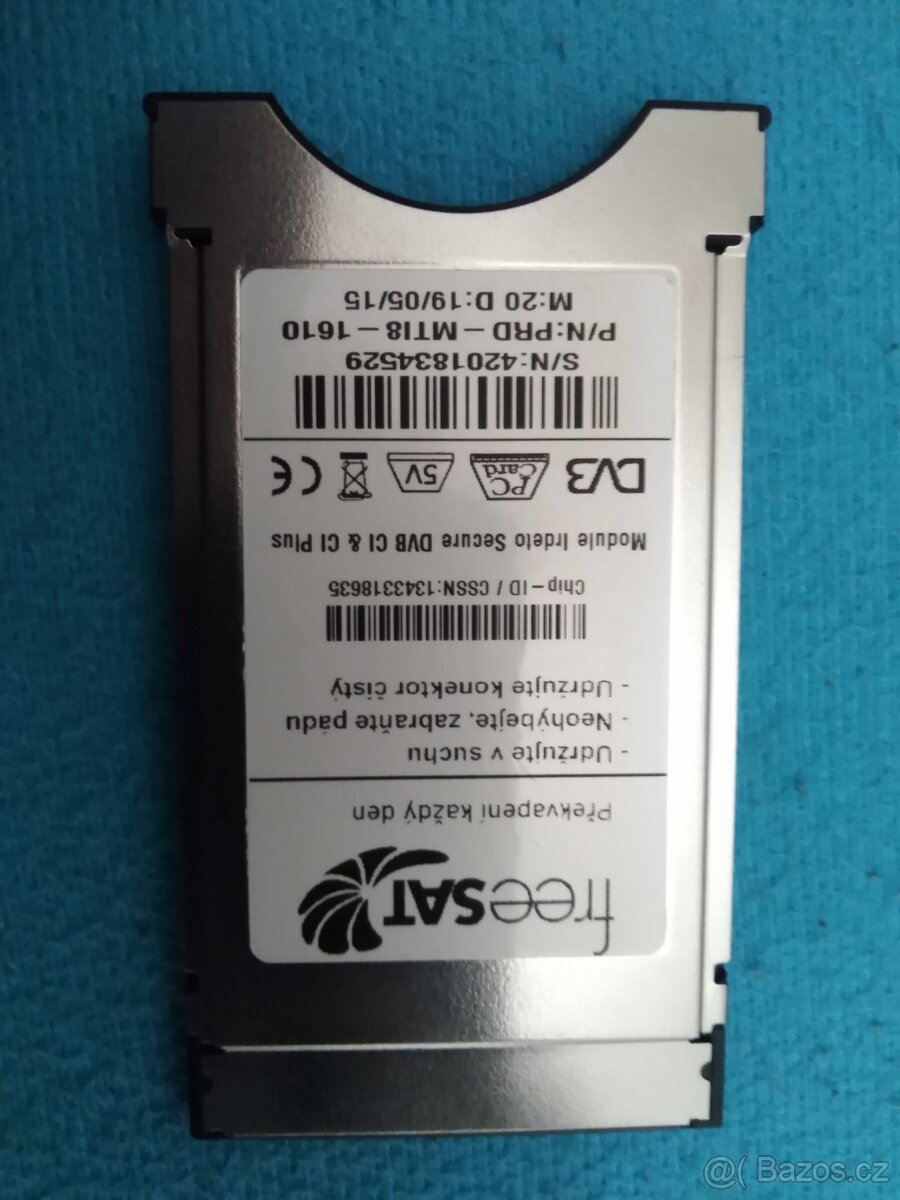 freeSAT
Překvapení každý den
- Udržujte v suchu
- Neohýbejte, zabraňte pádu
- Udržujte konektor čistý
Chip-ID / CSSN:1343318635
Module Irdeto Secure DVB CI & CI Plus
DVB PC Card 5V CE
S/N:4201834529
P/N:PRD-MTI8-1610
M:20 D:19/05/15
@( Bazos.cz